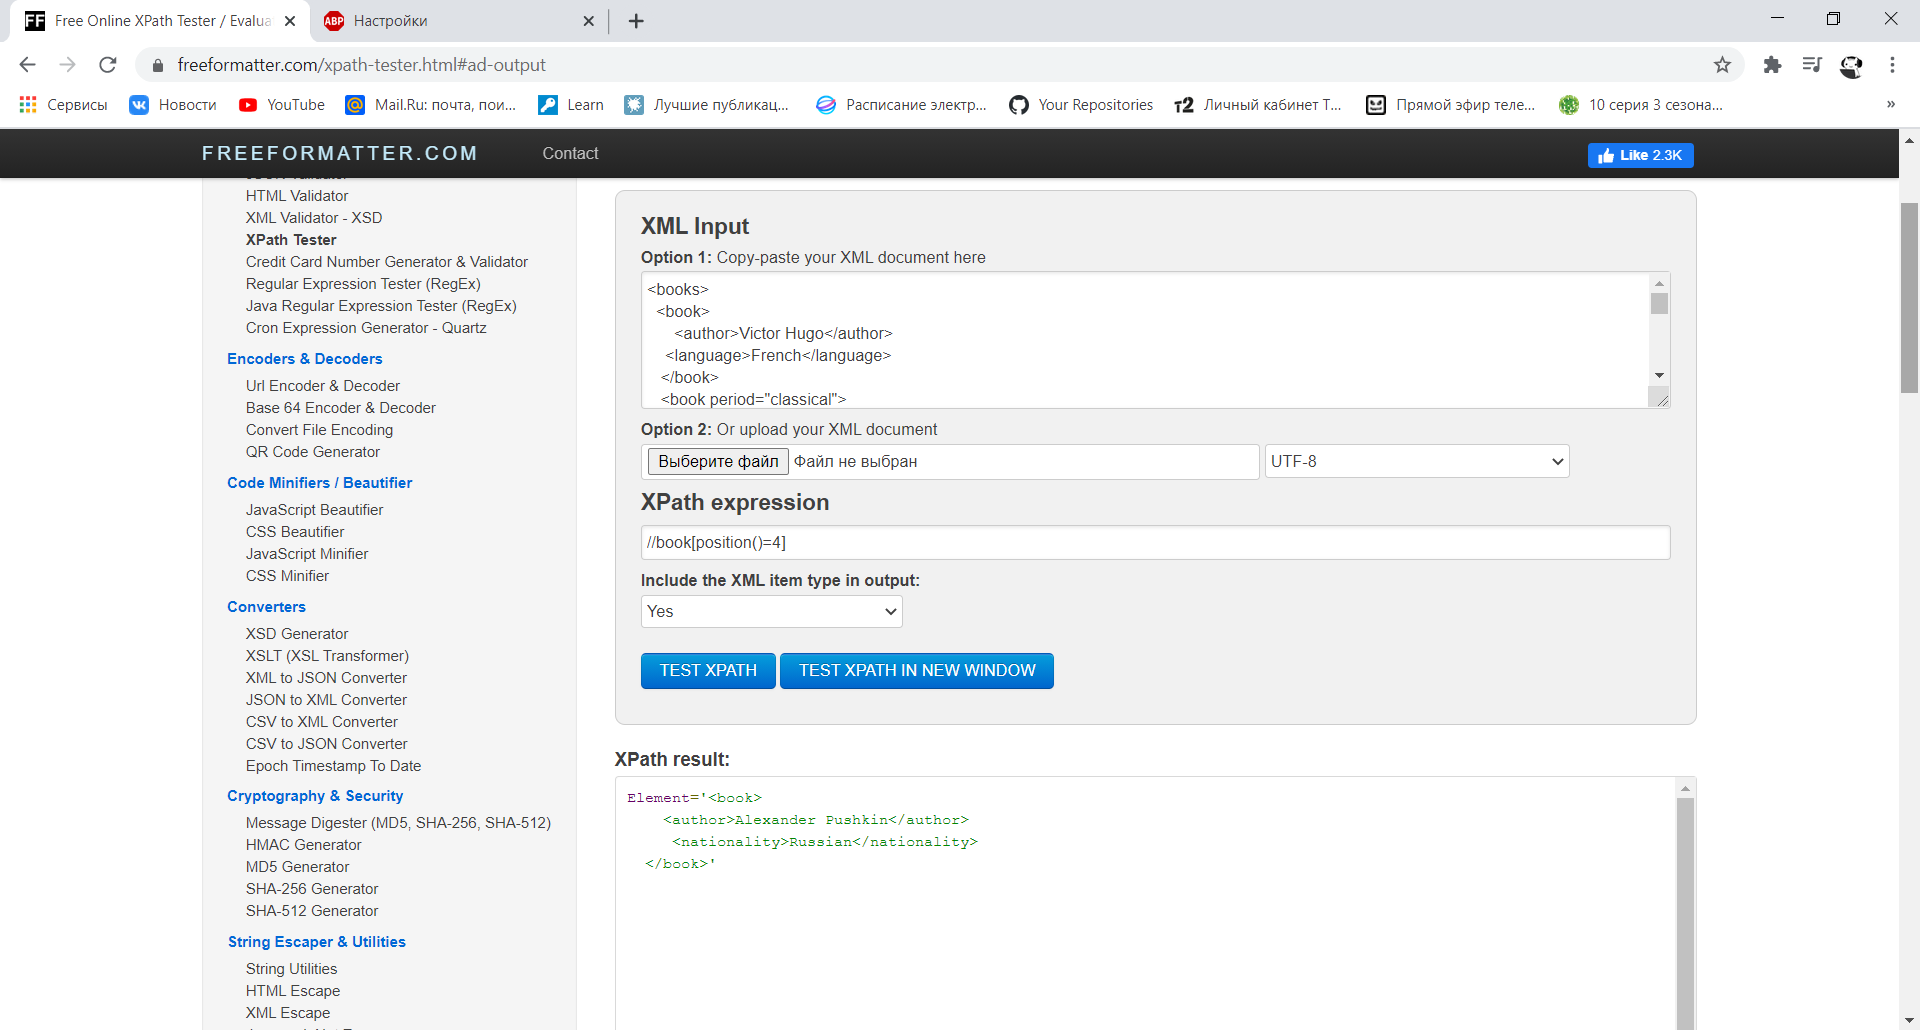 FF Free Online XPath Tester / Evalua
ABP Настройки
freeformatter.com/xpath-tester.html#ad-output
Сервисы
Новости
YouTube
Mail.Ru: почта, пои...
Learn
Лучшие публикац...
Расписание электр...
Your Repositories
Личный кабинет Т...
Прямой эфир теле...
10 серия 3 сезона...
»
FREEFORMATTER.COM
Contact
Like 2.3K
HTML Validator
XML Validator - XSD
XPath Tester
Credit Card Number Generator & Validator
Regular Expression Tester (RegEx)
Java Regular Expression Tester (RegEx)
Cron Expression Generator - Quartz
Encoders & Decoders
Url Encoder & Decoder
Base 64 Encoder & Decoder
Convert File Encoding
QR Code Generator
Code Minifiers / Beautifier
JavaScript Beautifier
CSS Beautifier
JavaScript Minifier
CSS Minifier
Converters
XSD Generator
XSLT (XSL Transformer)
XML to JSON Converter
JSON to XML Converter
CSV to XML Converter
CSV to JSON Converter
Epoch Timestamp To Date
Cryptography & Security
Message Digester (MD5, SHA-256, SHA-512)
HMAC Generator
MD5 Generator
SHA-256 Generator
SHA-512 Generator
String Escaper & Utilities
String Utilities
HTML Escape
XML Escape
XML Input
Option 1: Copy-paste your XML document here
<books>
<book>
<author>Victor Hugo</author>
<language>French</language>
</book>
<book period="classical">
Option 2: Or upload your XML document
Выберите файл Файл не выбран
UTF-8
XPath expression
//book[position()=4]
Include the XML item type in output:
Yes
TEST XPATH
TEST XPATH IN NEW WINDOW
XPath result:
Element='<book>
<author>Alexander Pushkin</author>
<nationality>Russian</nationality>
</book>'